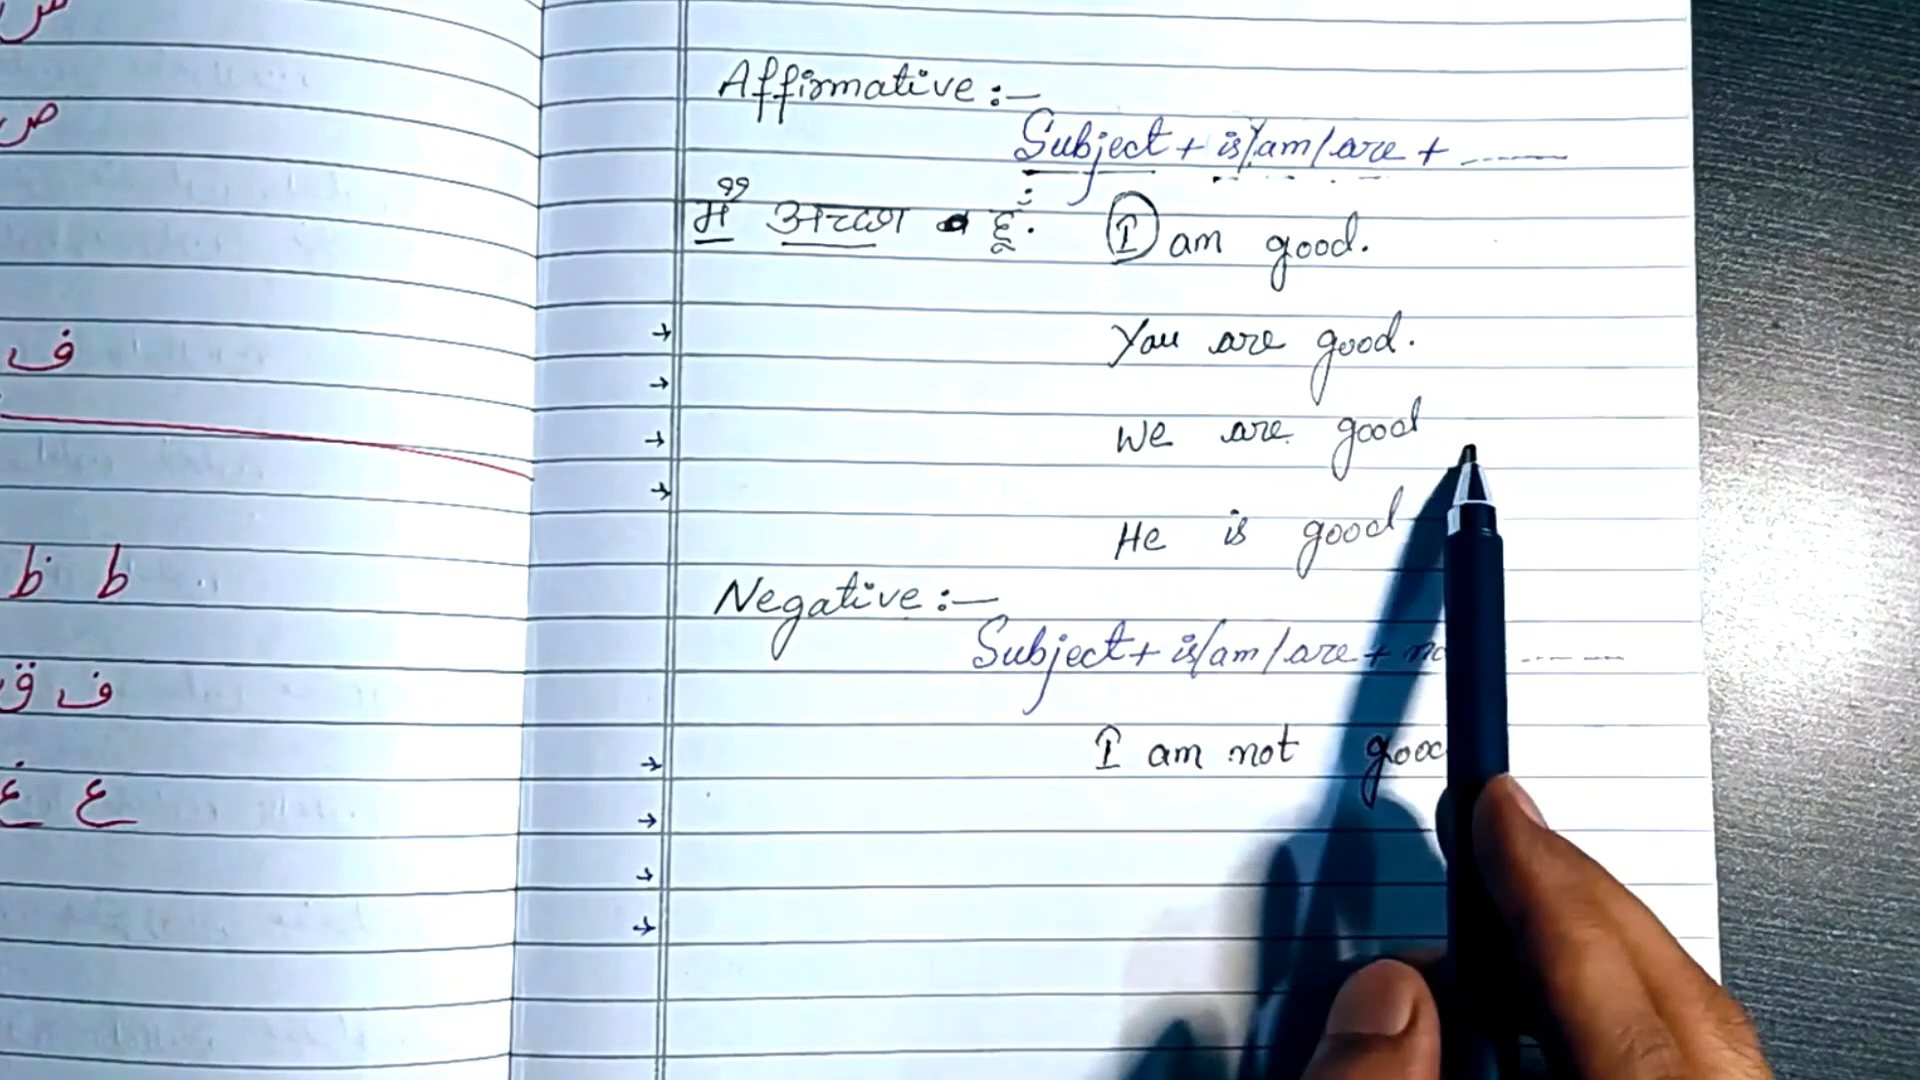 س
ص
ف
ظ ط
ق ف
غ ع
Affirmative :-
Subject + is/am/are + ------
मैं अच्छा हूँ. I am good.
→ You are good.
→
→ We are good
→ He is good
Negative :-
Subject + is/am/are + ------
→ I am not
→
→
→